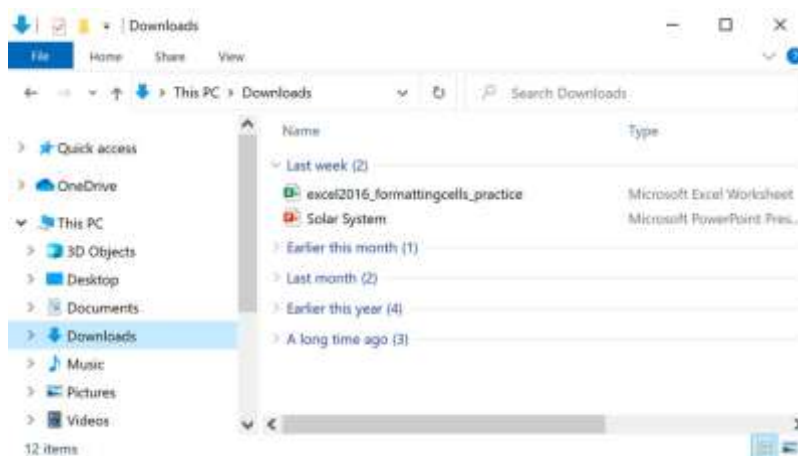 Downloads
File Home Share View
This PC Downloads
Search Downloads
Quick access
OneDrive
This PC
3D Objects
Desktop
Documents
Downloads
Music
Pictures
Videos
Name Type
Last week (2)
excel2016_formattingcells_practice Microsoft Excel Worksheet
Solar System Microsoft PowerPoint Pres...
Earlier this month (1)
Last month (2)
Earlier this year (4)
A long time ago (3)
12 items